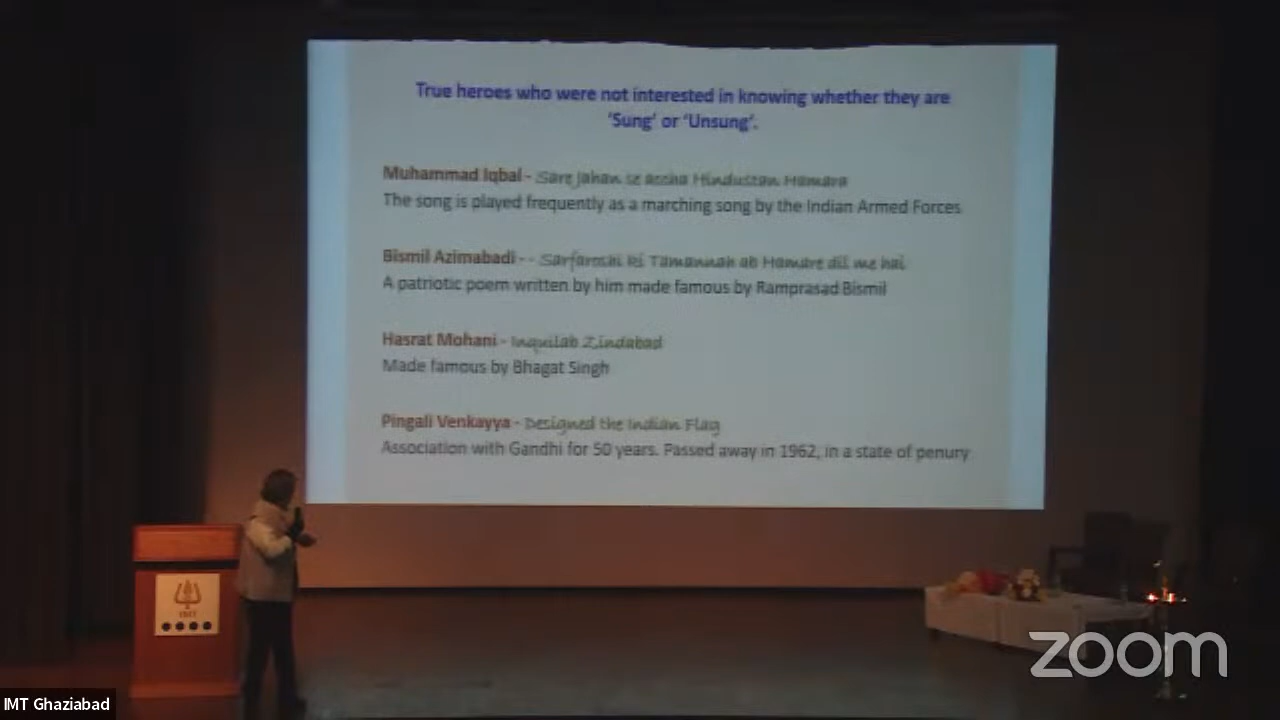 True heroes who were not interested in knowing whether they are
'Sung' or 'Unsung'.
Muhammad Iqbal - Sare Jahan se accha Hindustan Hamara
The song is played frequently as a marching song by the Indian Armed Forces
Bismil Azimabadi - - Sarfaroshi ki Tamannah ab Hamare dil me hai
A patriotic poem written by him made famous by Ramprasad Bismil
Hasrat Mohani - Inquilab Zindabad
Made famous by Bhagat Singh
Pingali Venkayya - Designed the Indian Flag
Association with Gandhi for 50 years. Passed away in 1962, in a state of penury
IMT
zoom
IMT Ghaziabad